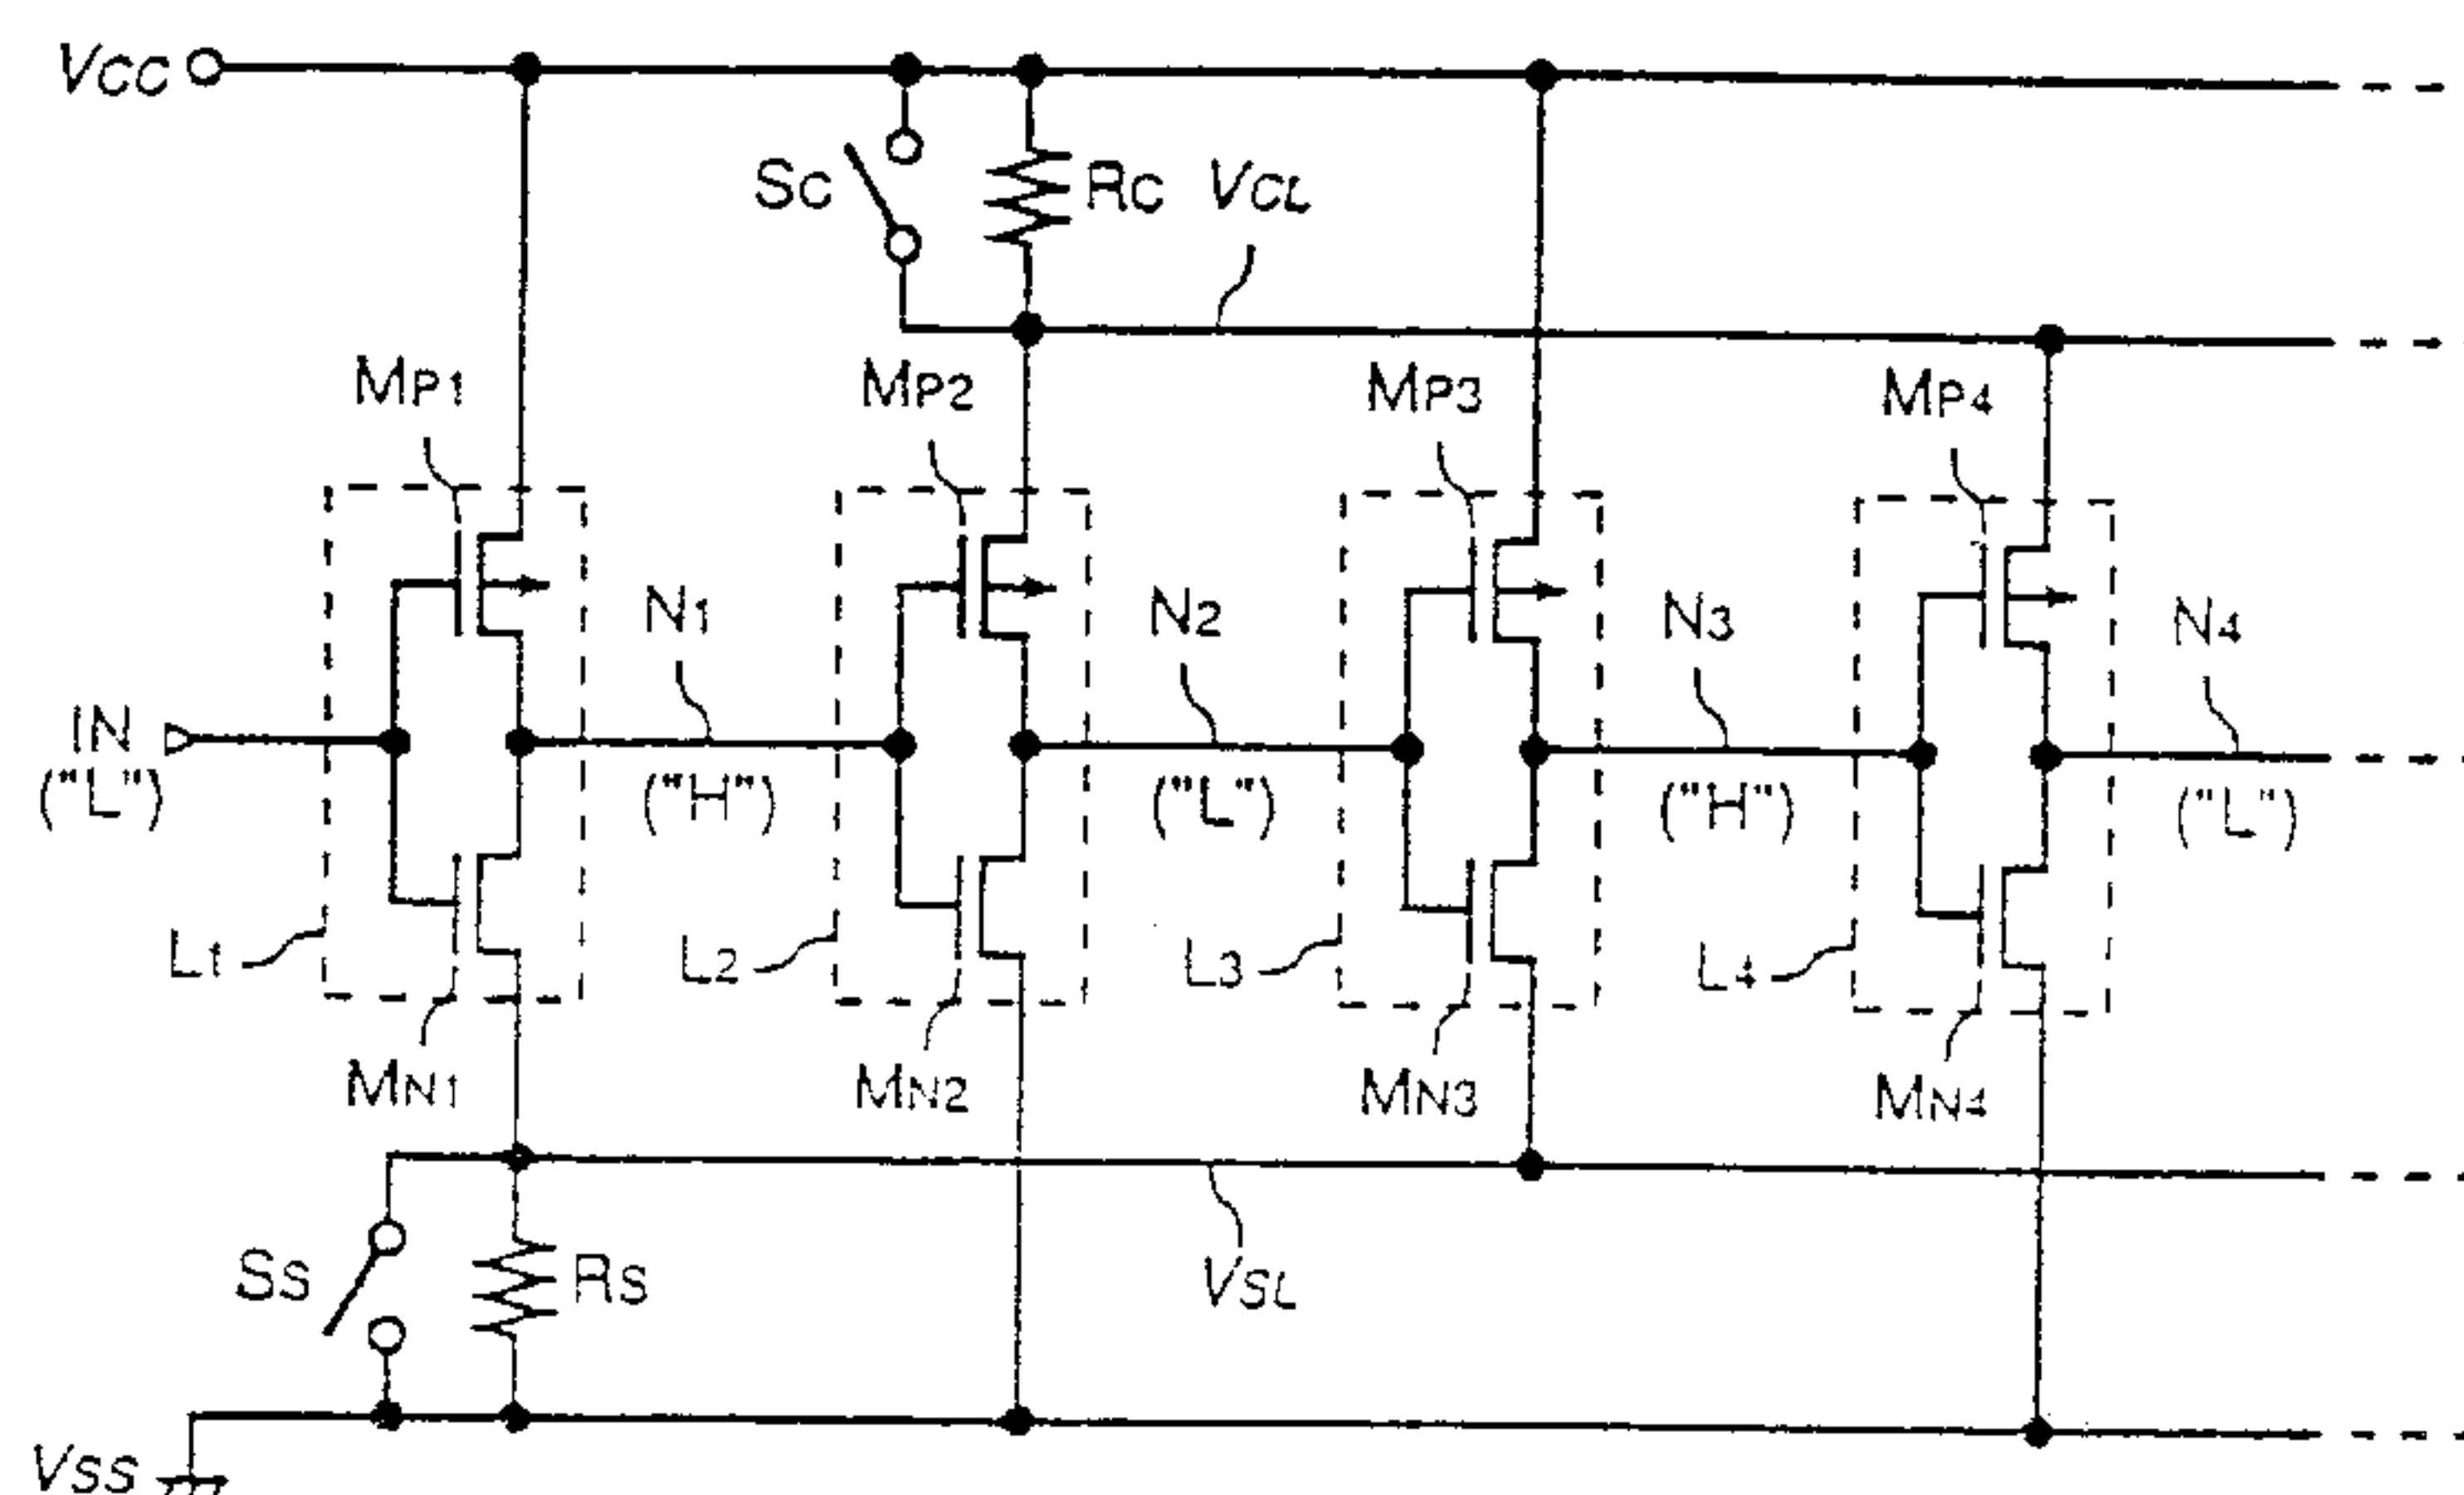 VCC
SC
RC
VCL
MP1
MP2
MP3
MP4
N1
N2
N3
N4
IN
("L")
("H")
("L")
("H")
("L")
L1
L2
L3
L4
MN1
MN2
MN3
MN4
SS
RS
VSL
VSS